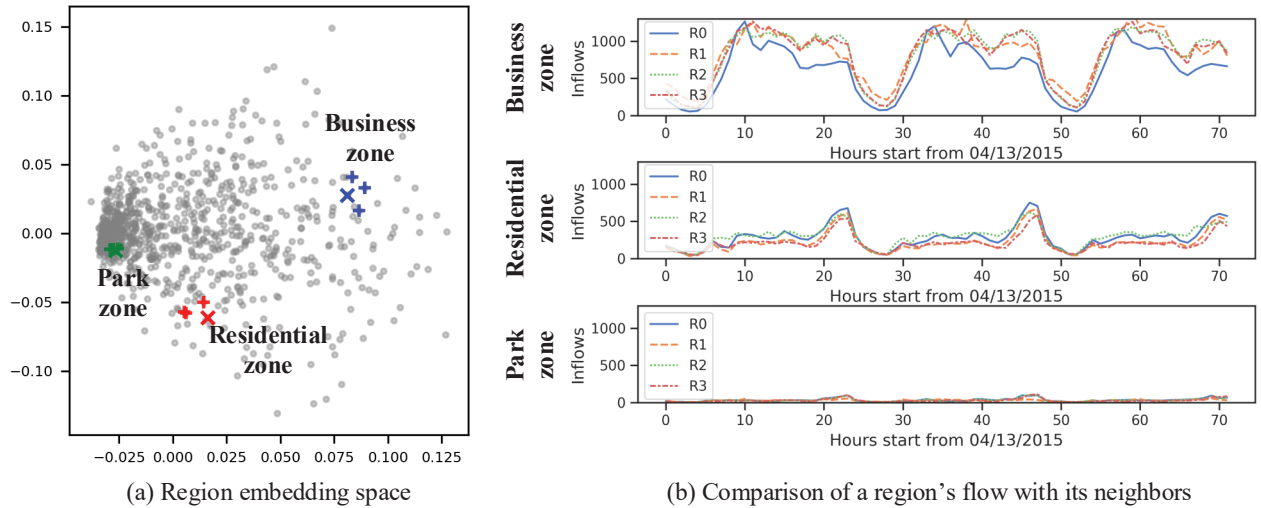 0.15
0.10
0.05
0.00
−0.05
−0.10
−0.025 0.000 0.025 0.050 0.075 0.100 0.125
Business
zone
Park
zone
Residential
zone
(a) Region embedding space
Business
zone
Inflows
1000
500
0
R0
R1
R2
R3
0 10 20 30 40 50 60 70
Hours start from 04/13/2015
Residential
zone
Inflows
1000
500
0
R0
R1
R2
R3
0 10 20 30 40 50 60 70
Hours start from 04/13/2015
Park
zone
Inflows
1000
500
0
R0
R1
R2
R3
0 10 20 30 40 50 60 70
Hours start from 04/13/2015
(b) Comparison of a region’s flow with its neighbors